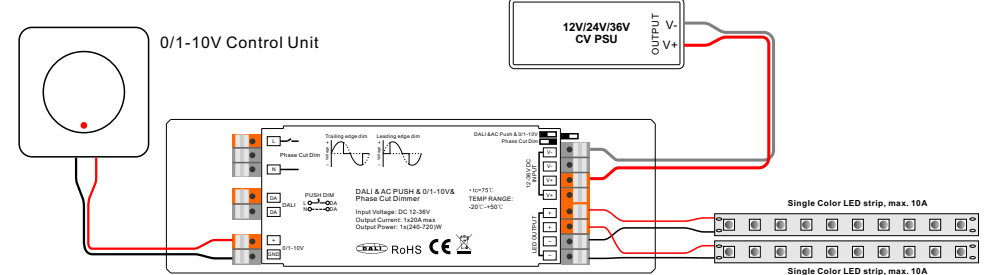 0/1-10V Control Unit
12V/24V/36V
CV PSU
OUTPUT
V-
V+
DALI &AC Push & 0/1-10V
Phase Cut Dim
Trailing edge dim
Leading edge dim
Voltage
L
Phase Cut Dim
N
DA
DALI
DA
PUSH DIM
L DA
N DA
+
0/1-10V
GND
DALI & AC PUSH & 0/1-10V&
Phase Cut Dimmer
Input Voltage: DC 12-36V
Output Current: 1x20A max
Output Power: 1x(240-720)W
• tc=75℃
TEMP RANGE:
-20℃-+50℃
DALI
RoHS
CE
12-36VDC
INPUT
V-
V-
V+
V+
LED OUTPUT
+
+
−
−
Single Color LED strip, max. 10A
Single Color LED strip, max. 10A